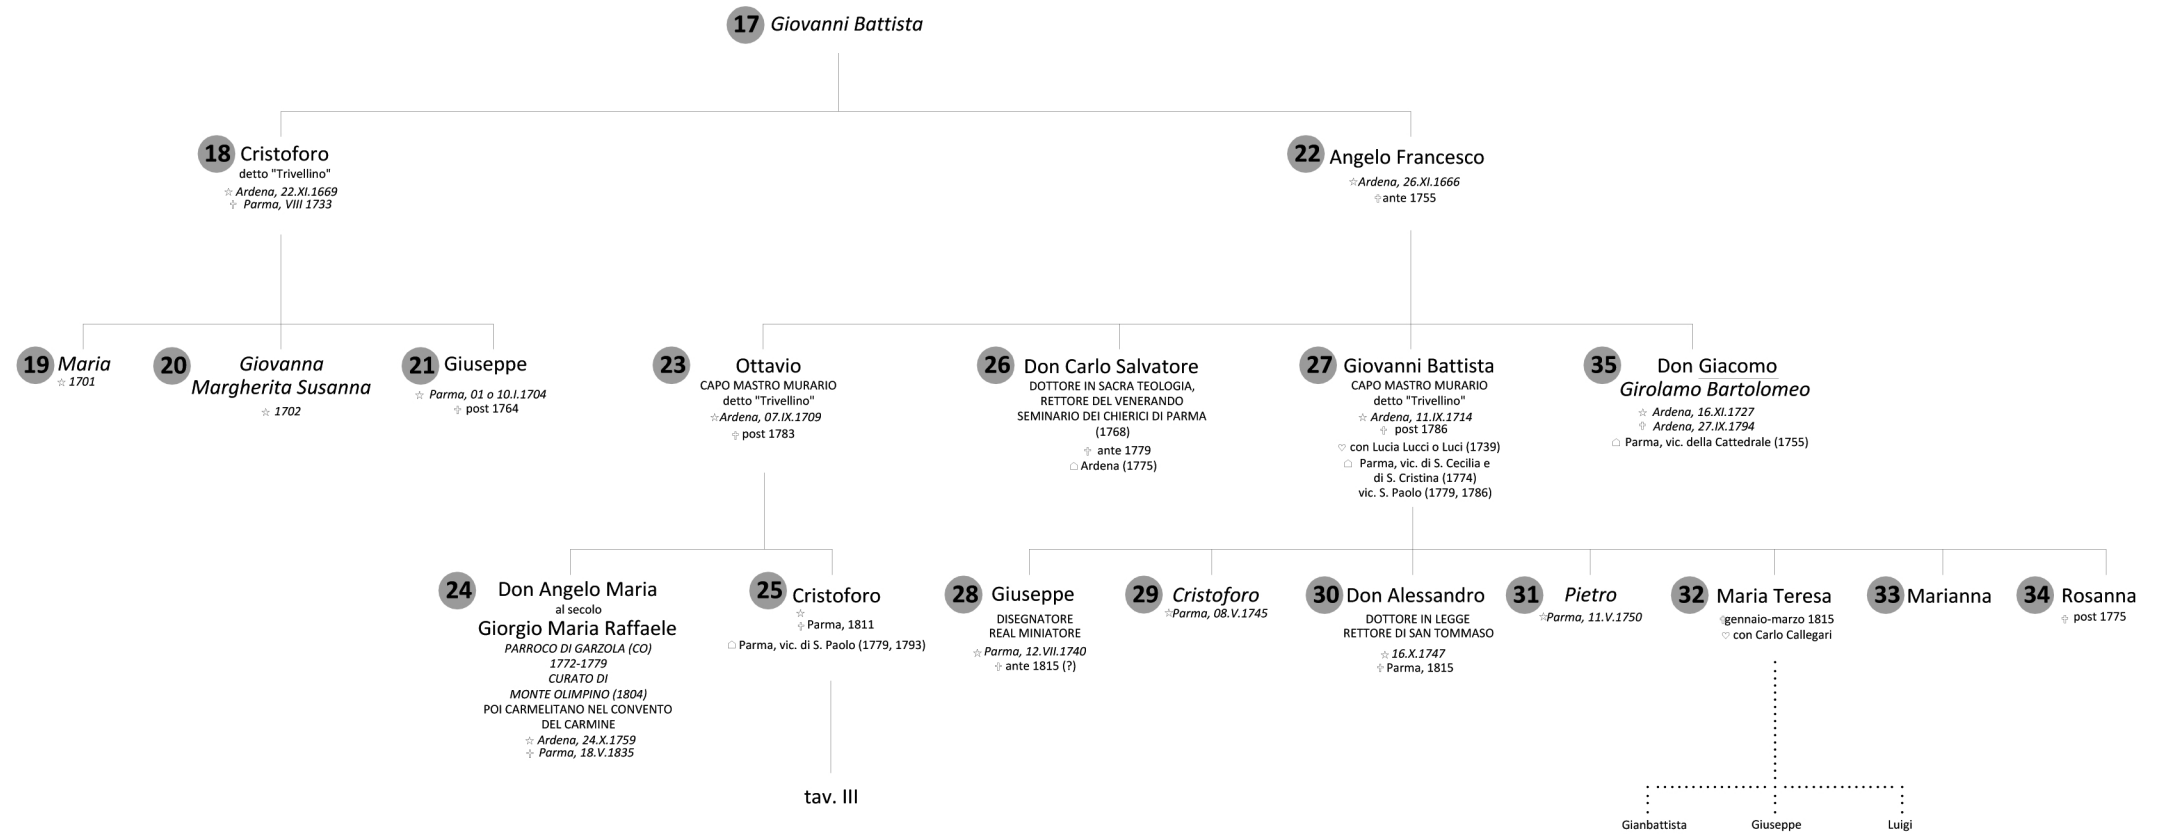 17 Giovanni Battista
18 Cristoforo
detto "Trivellino"
☆ Ardena, 22.XI.1669
✞ Parma, VIII 1733
22 Angelo Francesco
☆Ardena, 26.XI.1666
✞ante 1755
19 Maria
☆ 1701
20 Giovanna
Margherita Susanna
☆ 1702
21 Giuseppe
☆ Parma, 01 o 10.I.1704
✞ post 1764
23 Ottavio
CAPO MASTRO MURARIO
detto "Trivellino"
☆Ardena, 07.IX.1709
✞ post 1783
26 Don Carlo Salvatore
DOTTORE IN SACRA TEOLOGIA,
RETTORE DEL VENERANDO
SEMINARIO DEI CHIERICI DI PARMA
(1768)
✞ ante 1779
☖ Ardena (1775)
27 Giovanni Battista
CAPO MASTRO MURARIO
detto "Trivellino"
☆ Ardena, 11.IX.1714
✞ post 1786
♡ con Lucia Lucci o Luci (1739)
☖ Parma, vic. di S. Cecilia e
di S. Cristina (1774)
vic. S. Paolo (1779, 1786)
35 Don Giacomo
Girolamo Bartolomeo
☆ Ardena, 16.XI.1727
✞ Ardena, 27.IX.1794
☖ Parma, vic. della Cattedrale (1755)
24 Don Angelo Maria
al secolo
Giorgio Maria Raffaele
PARROCO DI GARZOLA (CO)
1772-1779
CURATO DI
MONTE OLIMPINO (1804)
POI CARMELITANO NEL CONVENTO
DEL CARMINE
☆ Ardena, 24.X.1759
✞ Parma, 18.V.1835
25 Cristoforo
☆
✞ Parma, 1811
☖ Parma, vic. di S. Paolo (1779, 1793)
tav. III
28 Giuseppe
DISEGNATORE
REAL MINIATORE
☆ Parma, 12.VII.1740
✞ ante 1815 (?)
29 Cristoforo
☆Parma, 08.V.1745
30 Don Alessandro
DOTTORE IN LEGGE
RETTORE DI SAN TOMMASO
☆ 16.X.1747
✞ Parma, 1815
31 Pietro
☆Parma, 11.V.1750
32 Maria Teresa
✞gennaio-marzo 1815
♡ con Carlo Callegari
33 Marianna
34 Rosanna
✞ post 1775
Gianbattista
Giuseppe
Luigi